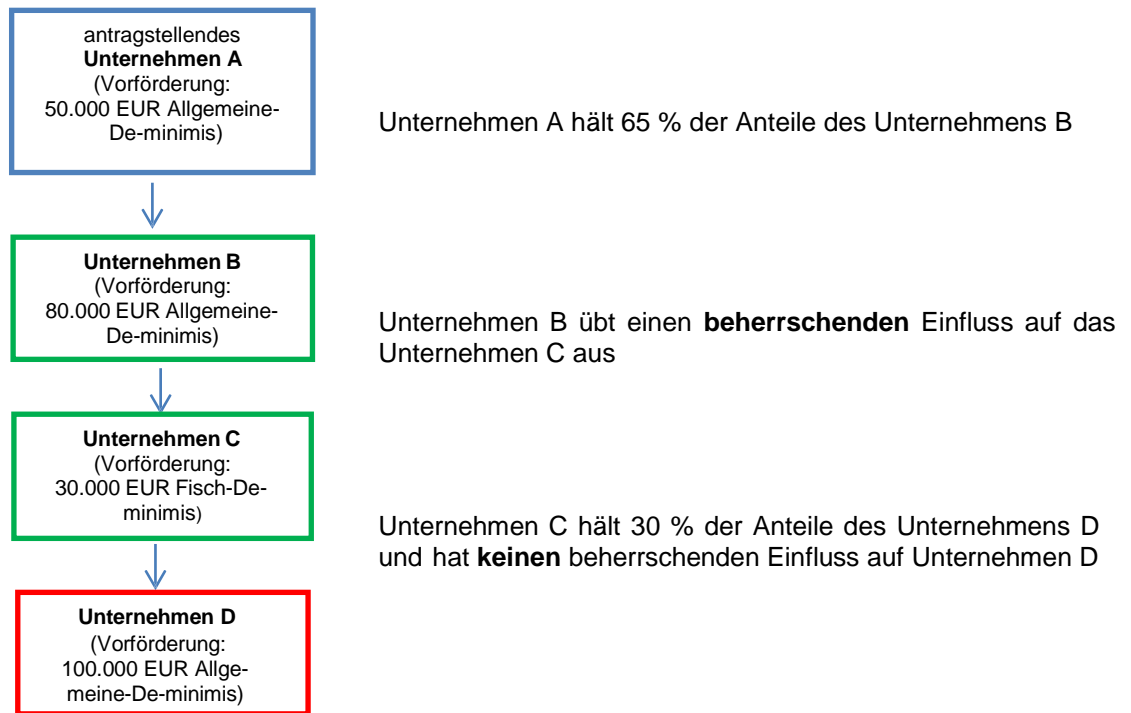 antragstellendes
Unternehmen A
(Vorförderung:
50.000 EUR Allgemeine-
De-minimis)
Unternehmen A hält 65 % der Anteile des Unternehmens B
Unternehmen B
(Vorförderung:
80.000 EUR Allgemeine-
De-minimis)
Unternehmen B übt einen beherrschenden Einfluss auf das
Unternehmen C aus
Unternehmen C
(Vorförderung:
30.000 EUR Fisch-De-
minimis)
Unternehmen C hält 30 % der Anteile des Unternehmens D
und hat keinen beherrschenden Einfluss auf Unternehmen D
Unternehmen D
(Vorförderung:
100.000 EUR Allge-
meine-De-minimis)